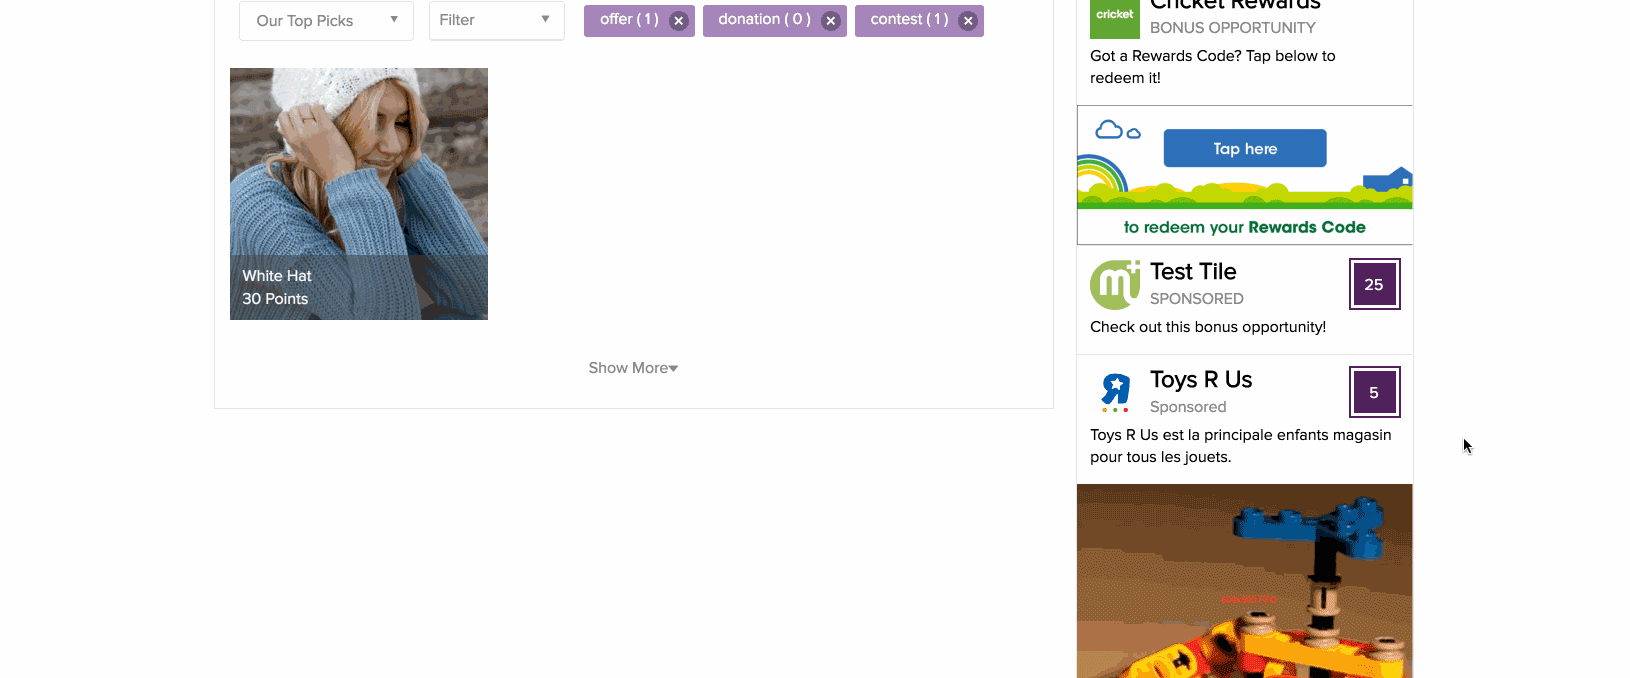 Our Top Picks
Filter
offer ( 1 )
donation ( 0 )
contest ( 1 )
White Hat
30 Points
Show More
cricket
Cricket Rewards
BONUS OPPORTUNITY
Got a Rewards Code? Tap below to
redeem it!
Tap here
to redeem your Rewards Code
m+
Test Tile
SPONSORED
25
Check out this bonus opportunity!
Toys R Us
Sponsored
5
Toys R Us est la principale enfants magasin
pour tous les jouets.